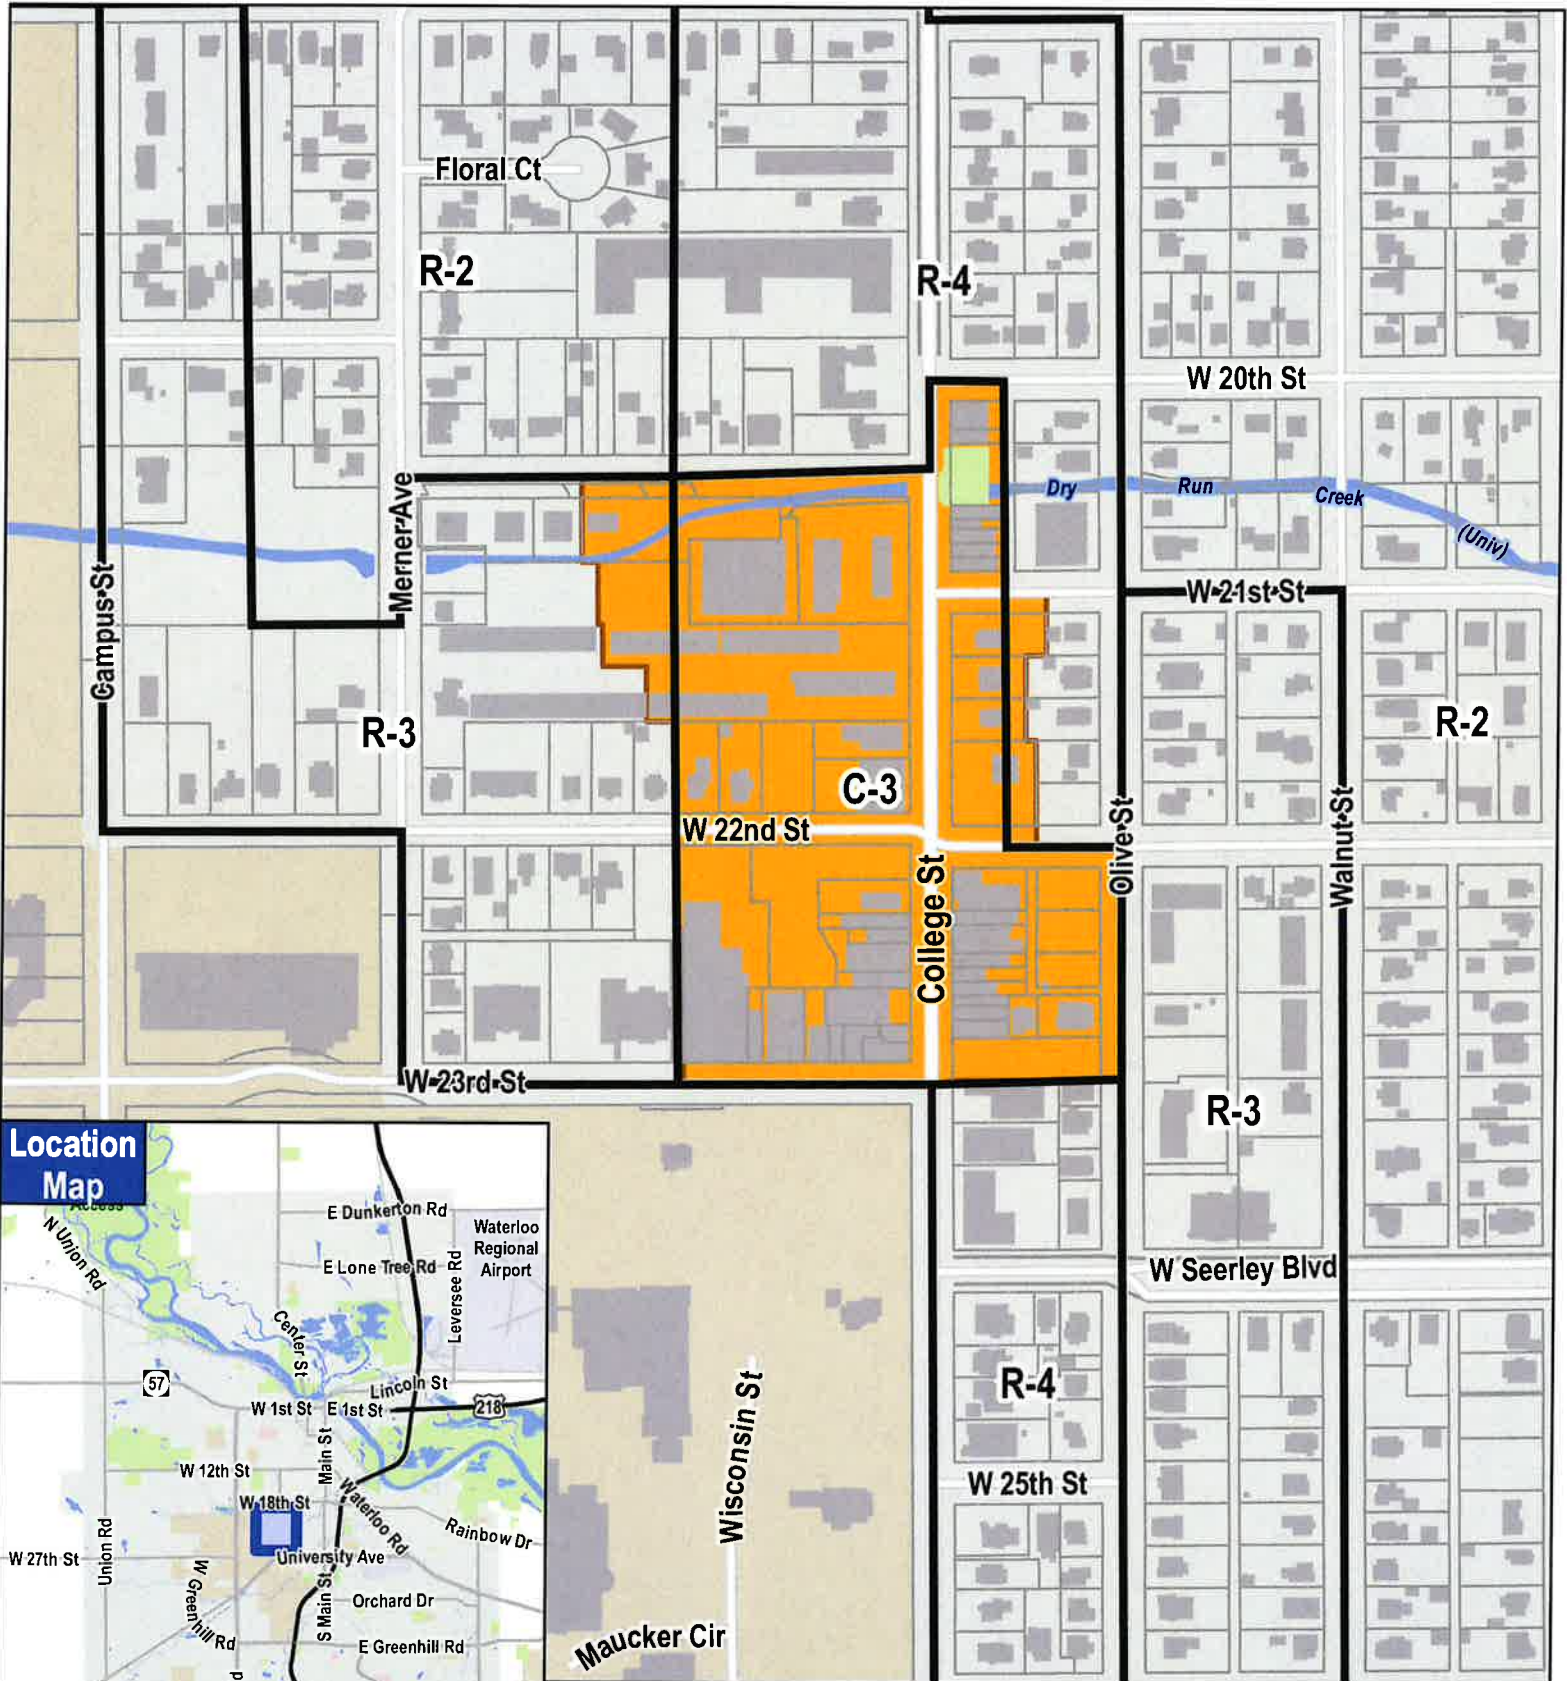 Floral Ct
R-2
R-4
W 20th St
Dry
Run
Creek
(Univ)
Merner Ave
Campus St
W 21st St
R-3
R-2
C-3
W 22nd St
Olive St
Walnut St
College St
W 23rd St
R-3
Location
Map
Access
N Union Rd
E Dunkerton Rd
Waterloo
Regional
Airport
E Lone Tree Rd
Leversee Rd
Center St
W Seerley Blvd
57
Lincoln St
W 1st St
E 1st St
218
R-4
Main St
W 12th St
W 18th St
Waterloo Rd
Rainbow Dr
Wisconsin St
W 25th St
Union Rd
W 27th St
University Ave
W Greenhill Rd
S Main St
Orchard Dr
E Greenhill Rd
Maucker Cir